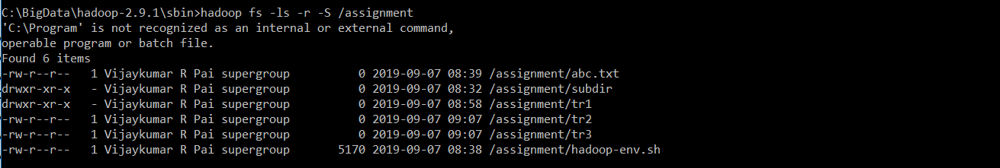 C:\BigData\hadoop-2.9.1\sbin>hadoop fs -ls -r -S /assignment
'C:\Program' is not recognized as an internal or external command,
operable program or batch file.
Found 6 items
-rw-r--r--   1 Vijaykumar R Pai supergroup          0 2019-09-07 08:39 /assignment/abc.txt
drwxr-xr-x   - Vijaykumar R Pai supergroup          0 2019-09-07 08:32 /assignment/subdir
drwxr-xr-x   - Vijaykumar R Pai supergroup          0 2019-09-07 08:58 /assignment/tr1
-rw-r--r--   1 Vijaykumar R Pai supergroup          0 2019-09-07 09:07 /assignment/tr2
-rw-r--r--   1 Vijaykumar R Pai supergroup          0 2019-09-07 09:07 /assignment/tr3
-rw-r--r--   1 Vijaykumar R Pai supergroup       5170 2019-09-07 08:38 /assignment/hadoop-env.sh